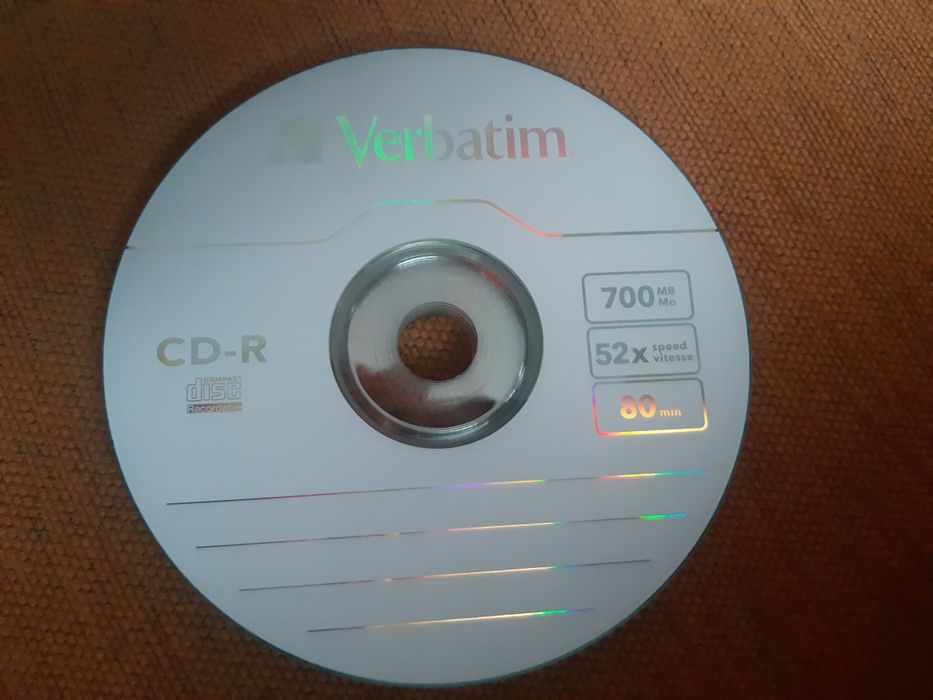 Verbatim
700 MB
Mo
52x speed
vitesse
80 min
CD-R
COMPACT
disc
Recordable